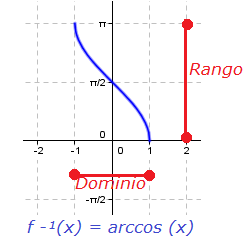 π
Rango
π/2
0
-2 -1 0 1 2
Dominio
-π/2
f -1(x) = arccos (x)